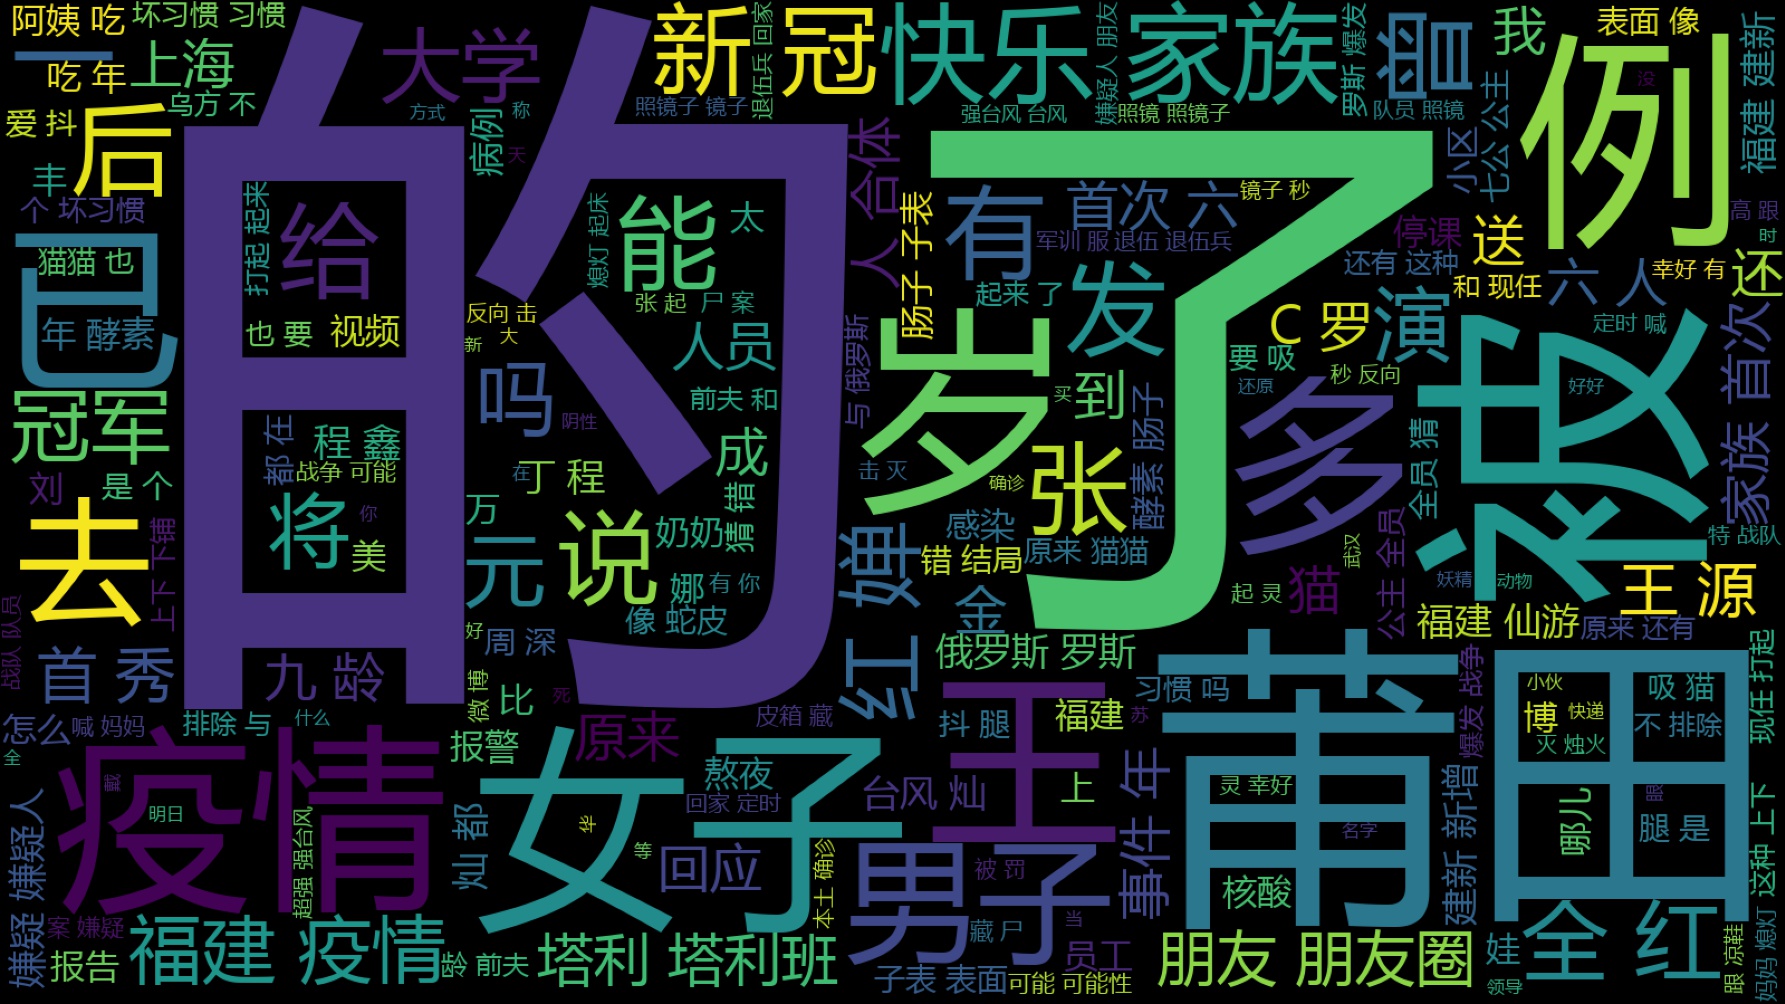 阿姨 吃
坏习惯 习惯
一
吃 年
上海
乌方 不
爱 抖
后
丰
个 坏习惯
大学
方式
病例
称
天
新 冠
退伍兵 回家
照镜子 镜子
快乐 家族
嫌疑人 朋友
强台风 台风
照镜 照镜子
罗斯 爆发
曾
队员 照镜
我
表面 像
福建 建新
七公 公主
小区
例
没
的
了
已
猫猫 也
年 酵素
打起 起来
给
也 要
视频
熄灯 起床
能
太
张 起
尸 案
反向 击
大
新
人员
人 合体
肠子 子表
有
首次 六
镜子 秒
军训 服
退伍 退伍兵
起来 了
发
停课
还有 这种
送
和 现任
六 人
高 跟
时
幸好 有
还
定时 喊
家族 首次
C 罗
演
要 吸
秒 反向
还原
好好
没
冠军
都 在
程 鑫
战争 可能
吗
阴性
前夫 和
与 俄罗斯
岁
买
到
张
酵素 肠子
多
全员 猜
击 灭
确诊
成
刘
是 个
去
上下 下铺
将
你
美
在
丁 程
万
元
说
奶奶
猜 错
娜
有 你
像 蛇皮
红 婵
感染
错 结局
原来 猫猫
金
武汉
猫
起 灵
公主 全员
妖精
动物
特 战队
王 源
福建 仙游
原来 还有
战队 队员
首 秀
九 龄
好
周 深
微 博
比
死
原来
皮箱 藏
俄罗斯 罗斯
习惯 吗
抖 腿
福建
苏
爆发 战争
小伙
博
快递
灭 烛火
吸 猫
不 排除
现任 打起
怎么
喊 妈妈
排除 与
什么
全
疫情
戴
明日
报警
女子
熬夜
回家 定时
台风 灿
王
上
事件 年
莆田
灵 幸好
名字
哪儿
眼
腿 是
嫌疑 嫌疑人
超强 强台风
灿 都
华
等
回应
本土 确诊
男子
被 罚
当
核酸
建新 新增
这种 上下
案 嫌疑
报告
福建 疫情
龄 前夫
塔利 塔利班
藏 尸
员工
子表 表面
可能 可能性
朋友 朋友圈
娃
领导
全 红
跟 凉鞋
妈妈 熄灯